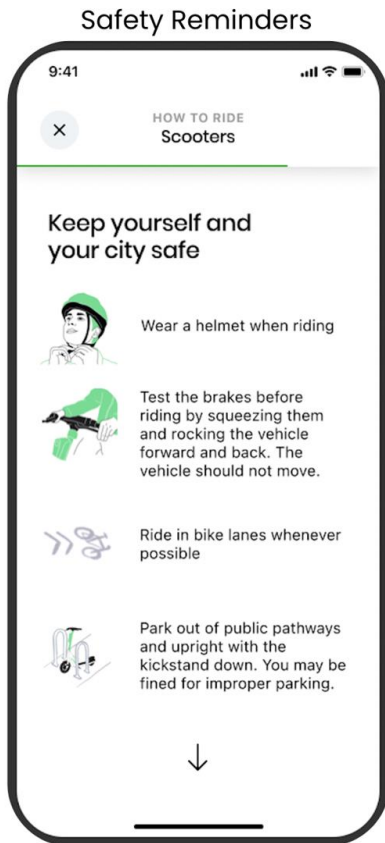 Safety Reminders
9:41
HOW TO RIDE
Scooters
Keep yourself and
your city safe
Wear a helmet when riding
Test the brakes before
riding by squeezing them
and rocking the vehicle
forward and back. The
vehicle should not move.
Ride in bike lanes whenever
possible
Park out of public pathways
and upright with the
kickstand down. You may be
fined for improper parking.